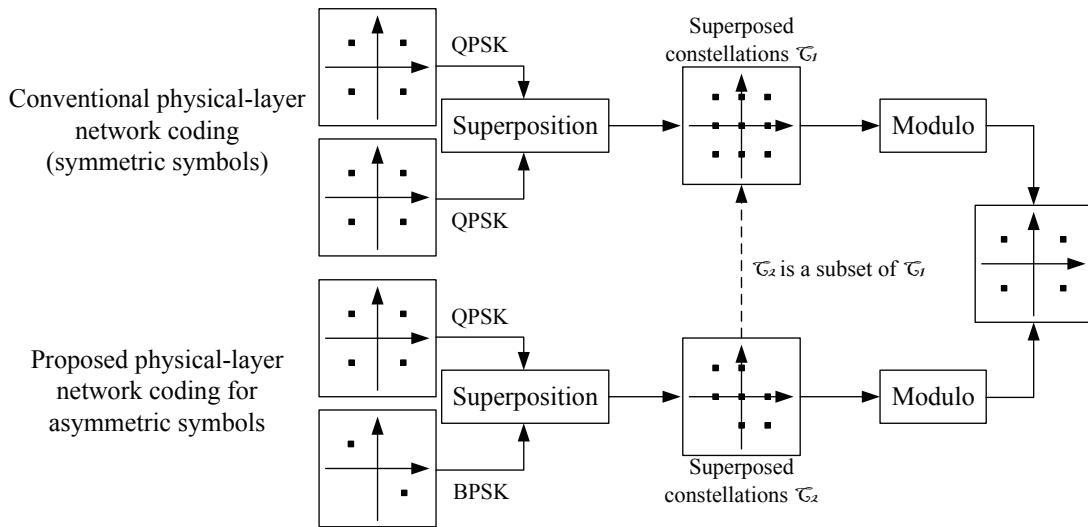 Conventional physical-layer
network coding
(symmetric symbols)
QPSK
QPSK
Superposition
Superposed
constellations 𝒞1
Modulo
𝒞2 is a subset of 𝒞1
Proposed physical-layer
network coding for
asymmetric symbols
QPSK
BPSK
Superposition
Superposed
constellations 𝒞2
Modulo